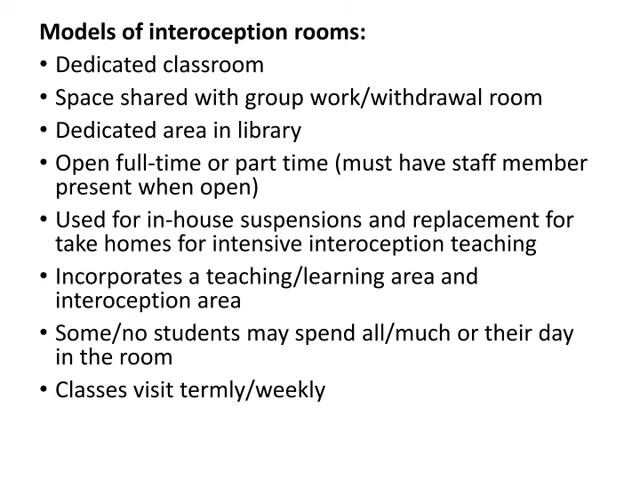 Models of interoception rooms:
• Dedicated classroom
• Space shared with group work/withdrawal room
• Dedicated area in library
• Open full-time or part time (must have staff member
present when open)
• Used for in-house suspensions and replacement for
take homes for intensive interoception teaching
• Incorporates a teaching/learning area and
interoception area
• Some/no students may spend all/much or their day
in the room
• Classes visit termly/weekly